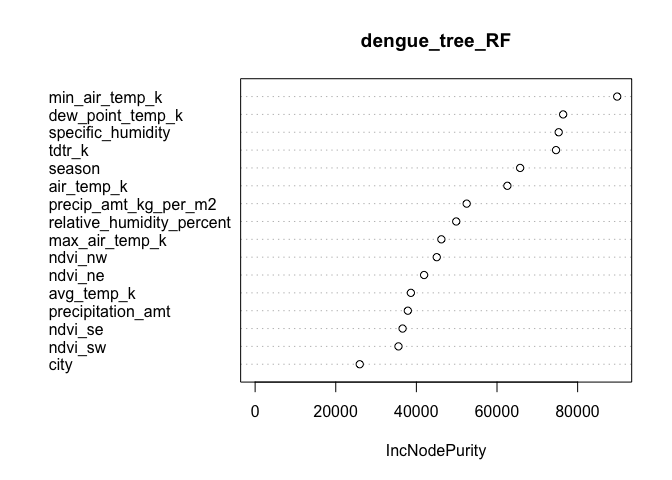 dengue_tree_RF
min_air_temp_k
dew_point_temp_k
specific_humidity
tdtr_k
season
air_temp_k
precip_amt_kg_per_m2
relative_humidity_percent
max_air_temp_k
ndvi_nw
ndvi_ne
avg_temp_k
precipitation_amt
ndvi_se
ndvi_sw
city
0 20000 40000 60000 80000
IncNodePurity